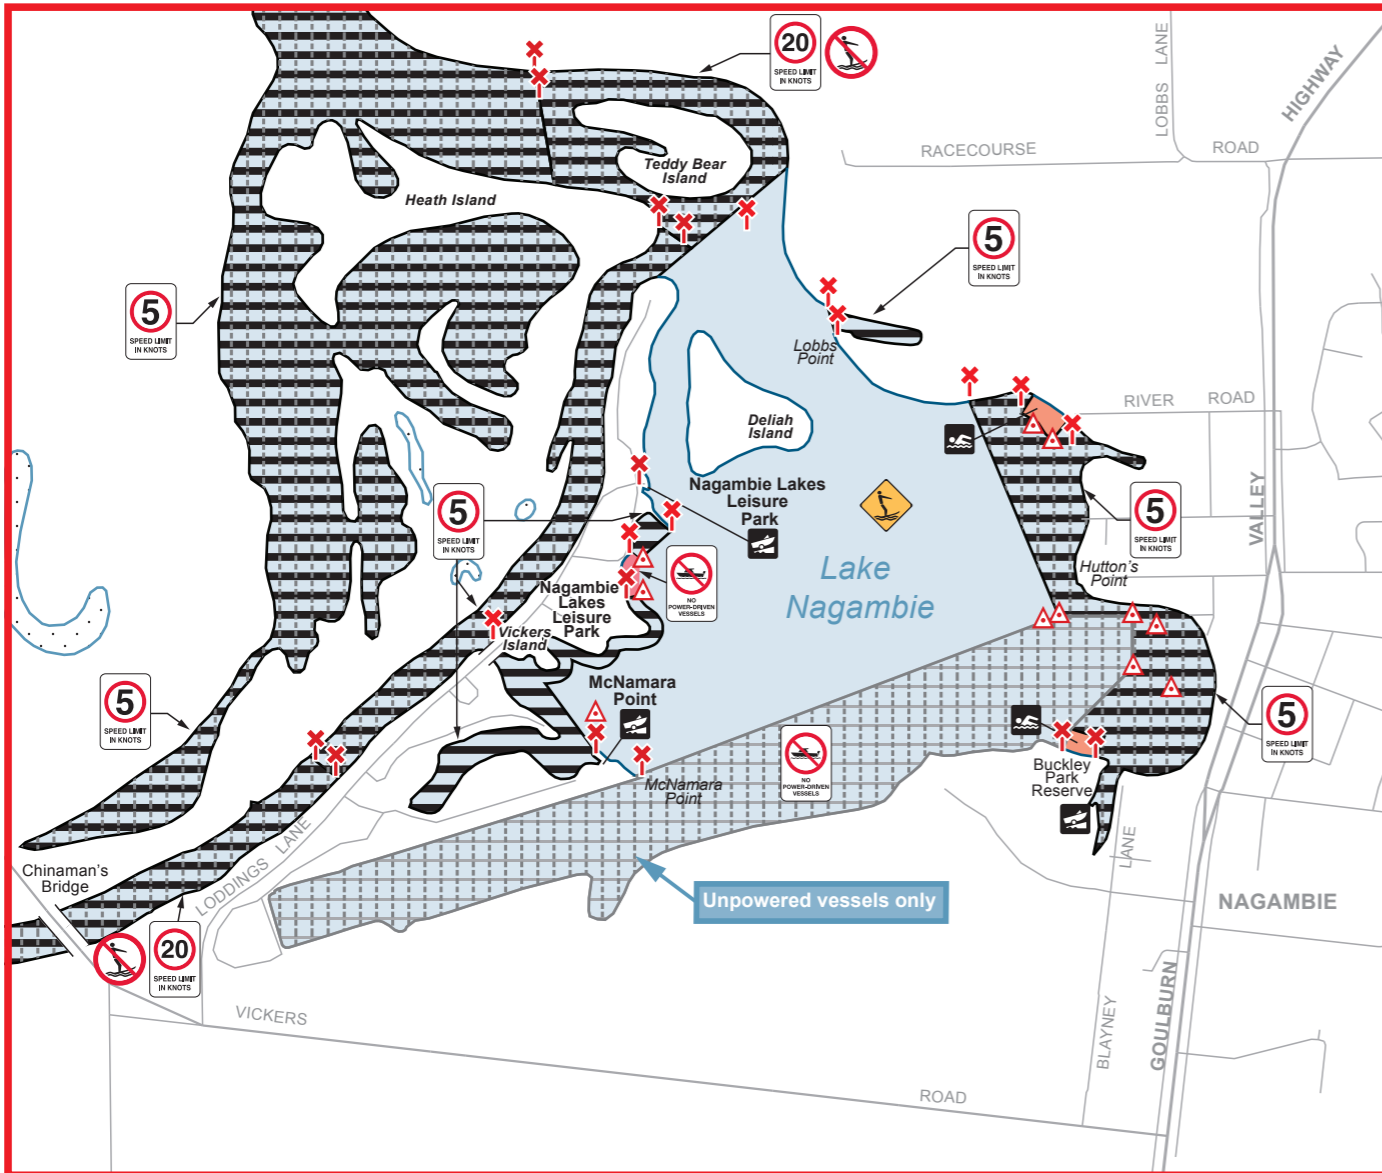 20
SPEED LIMIT
IN KNOTS
LOBBS LANE
HIGHWAY
RACECOURSE
ROAD
Teddy Bear
Island
Heath Island
5
SPEED LIMIT
IN KNOTS
5
SPEED LIMIT
IN KNOTS
Lobbs
Point
RIVER ROAD
Deliah
Island
Nagambie Lakes
Leisure
Park
5
SPEED LIMIT
IN KNOTS
5
SPEED LIMIT
IN KNOTS
VALLEY
Hutton's
Point
Lake
Nagambie
NO
POWER-DRIVEN
VESSELS
Nagambie
Lakes
Leisure
Park
Vickers
Island
McNamara
Point
5
SPEED LIMIT
IN KNOTS
5
SPEED LIMIT
IN KNOTS
NO
POWER-DRIVEN
VESSELS
McNamara
Point
Buckley
Park
Reserve
LODDINGS LANE
LANE
Chinaman's
Bridge
Unpowered vessels only
NAGAMBIE
20
SPEED LIMIT
IN KNOTS
VICKERS
BLAYNEY
GOULBURN
ROAD